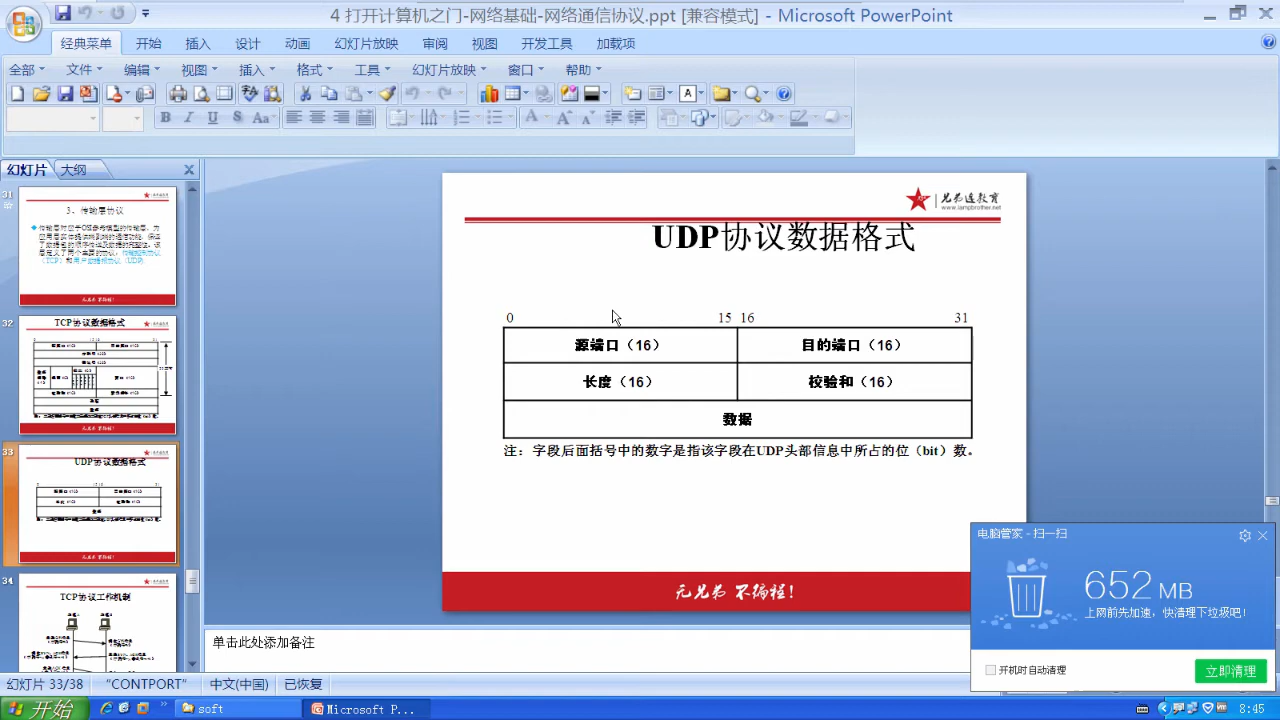 4 打开计算机之门-网络基础-网络通信协议.ppt [兼容模式] - Microsoft PowerPoint
经典菜单 开始 插入 设计 动画 幻灯片放映 审阅 视图 开发工具 加载项
全部 文件 编辑 视图 插入 格式 工具 幻灯片放映 窗口 帮助
幻灯片 大纲
31
3. 传输层协议
32
TCP协议数据格式
33
UDP协议数据格式
34
TCP协议工作机制
兄弟连教育
www.lampbrother.net
UDP协议数据格式
0 15 16 31
源端口（16） 目的端口（16）
长度（16） 校验和（16）
数据
注：字段后面括号中的数字是指该字段在UDP头部信息中所占的位（bit）数。
无兄弟 不编程！
单击此处添加备注
电脑管家 - 扫一扫
652 MB
上网前先加速，快清理下垃圾吧！
开机时自动清理
立即清理
幻灯片 33/38 "CONTPORT" 中文(中国) 已恢复
开始 soft Microsoft P... 8:45